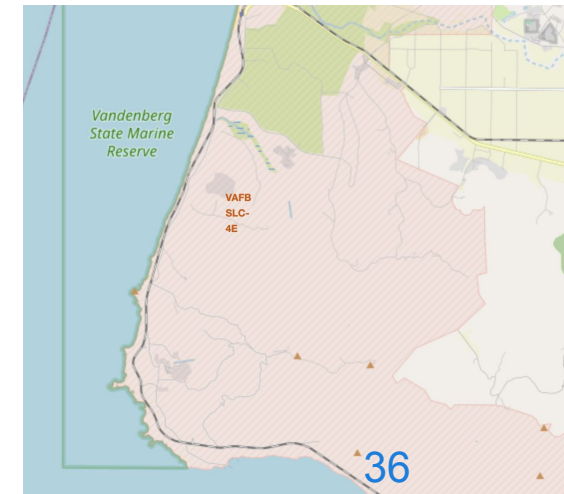 Vandenberg
State Marine
Reserve
VAFB
SLC-
4E
36